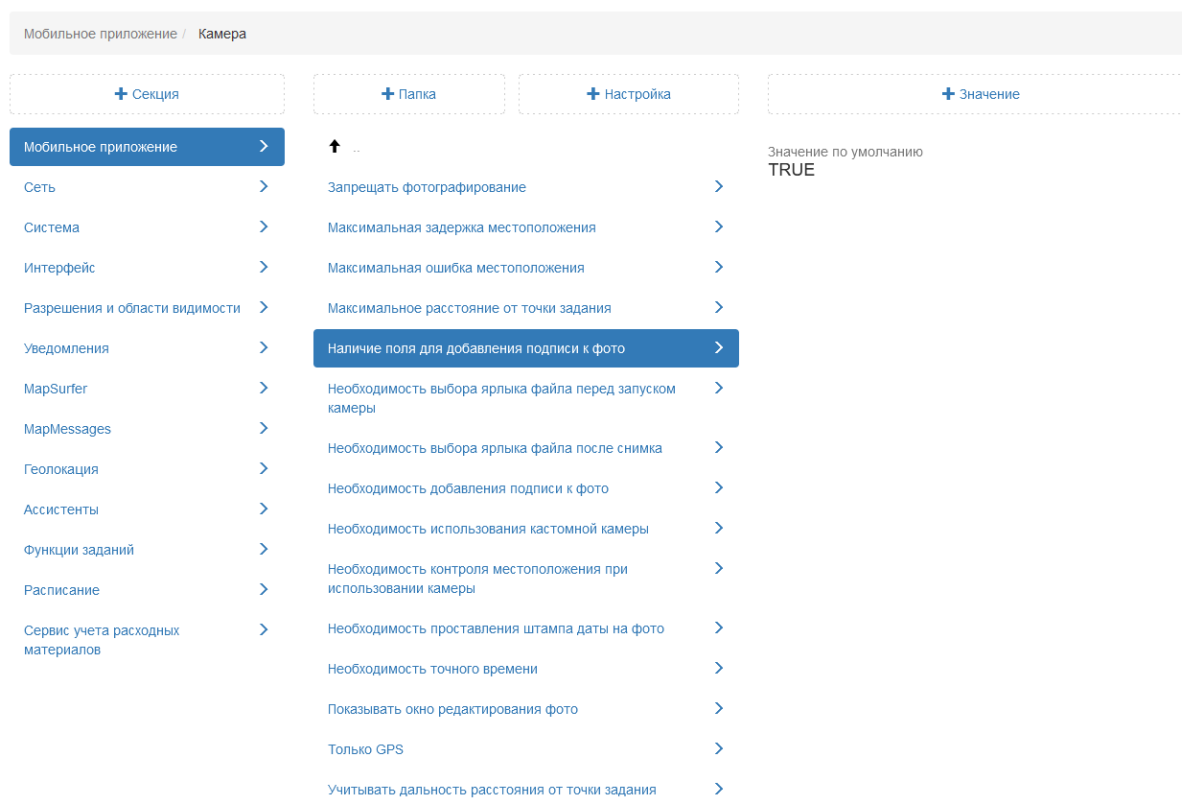 Мобильное приложение / Камера
+ Секция
+ Папка
+ Настройка
+ Значение
Мобильное приложение
Сеть
Система
Интерфейс
Разрешения и области видимости
Уведомления
MapSurfer
MapMessages
Геолокация
Ассистенты
Функции заданий
Расписание
Сервис учета расходных
материалов
..
Запрещать фотографирование
Максимальная задержка местоположения
Максимальная ошибка местоположения
Максимальное расстояние от точки задания
Наличие поля для добавления подписи к фото
Необходимость выбора ярлыка файла перед запуском
камеры
Необходимость выбора ярлыка файла после снимка
Необходимость добавления подписи к фото
Необходимость использования кастомной камеры
Необходимость контроля местоположения при
использовании камеры
Необходимость проставления штампа даты на фото
Необходимость точного времени
Показывать окно редактирования фото
Только GPS
Учитывать дальность расстояния от точки задания
Значение по умолчанию
TRUE